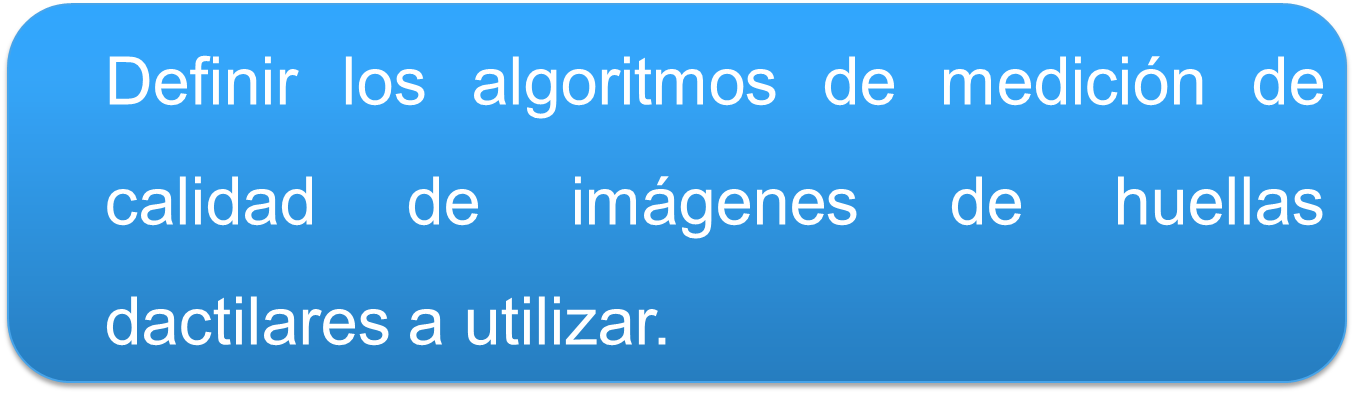 Definir los algoritmos de medición de
calidad de imágenes de huellas
dactilares a utilizar.